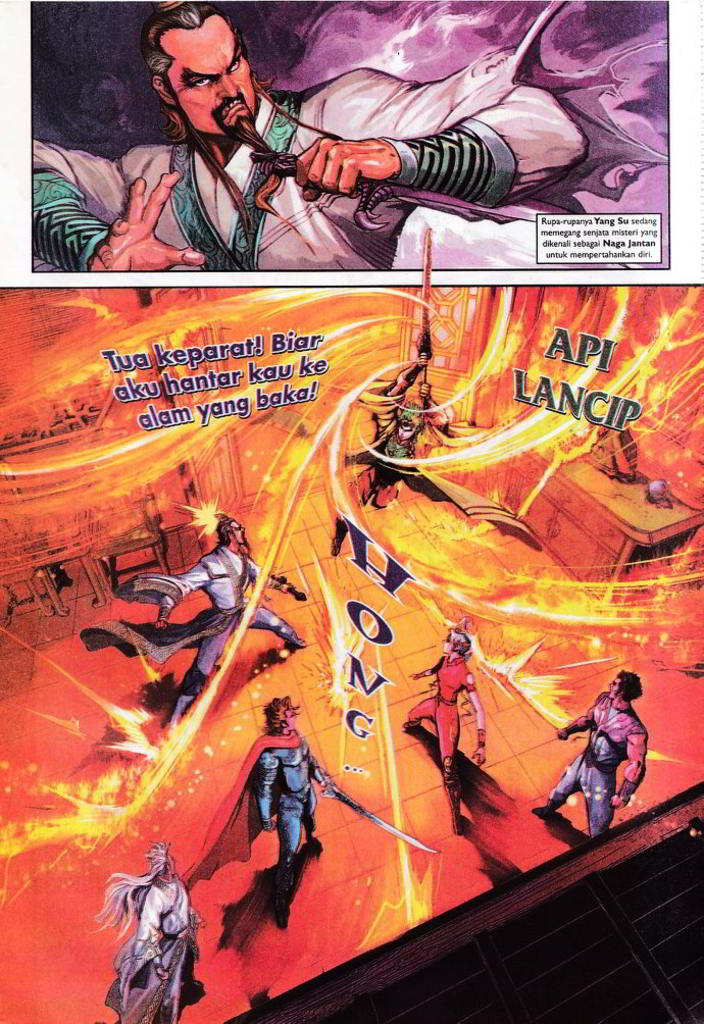 Rupa-rupanya Yang Su sedang
memegang senjata misteri yang
dikenali sebagai Naga Jantan
untuk mempertahankan diri.
Tua keparat! Biar
aku hantar kau ke
alam yang baka!
API
LANCIP
HONG...